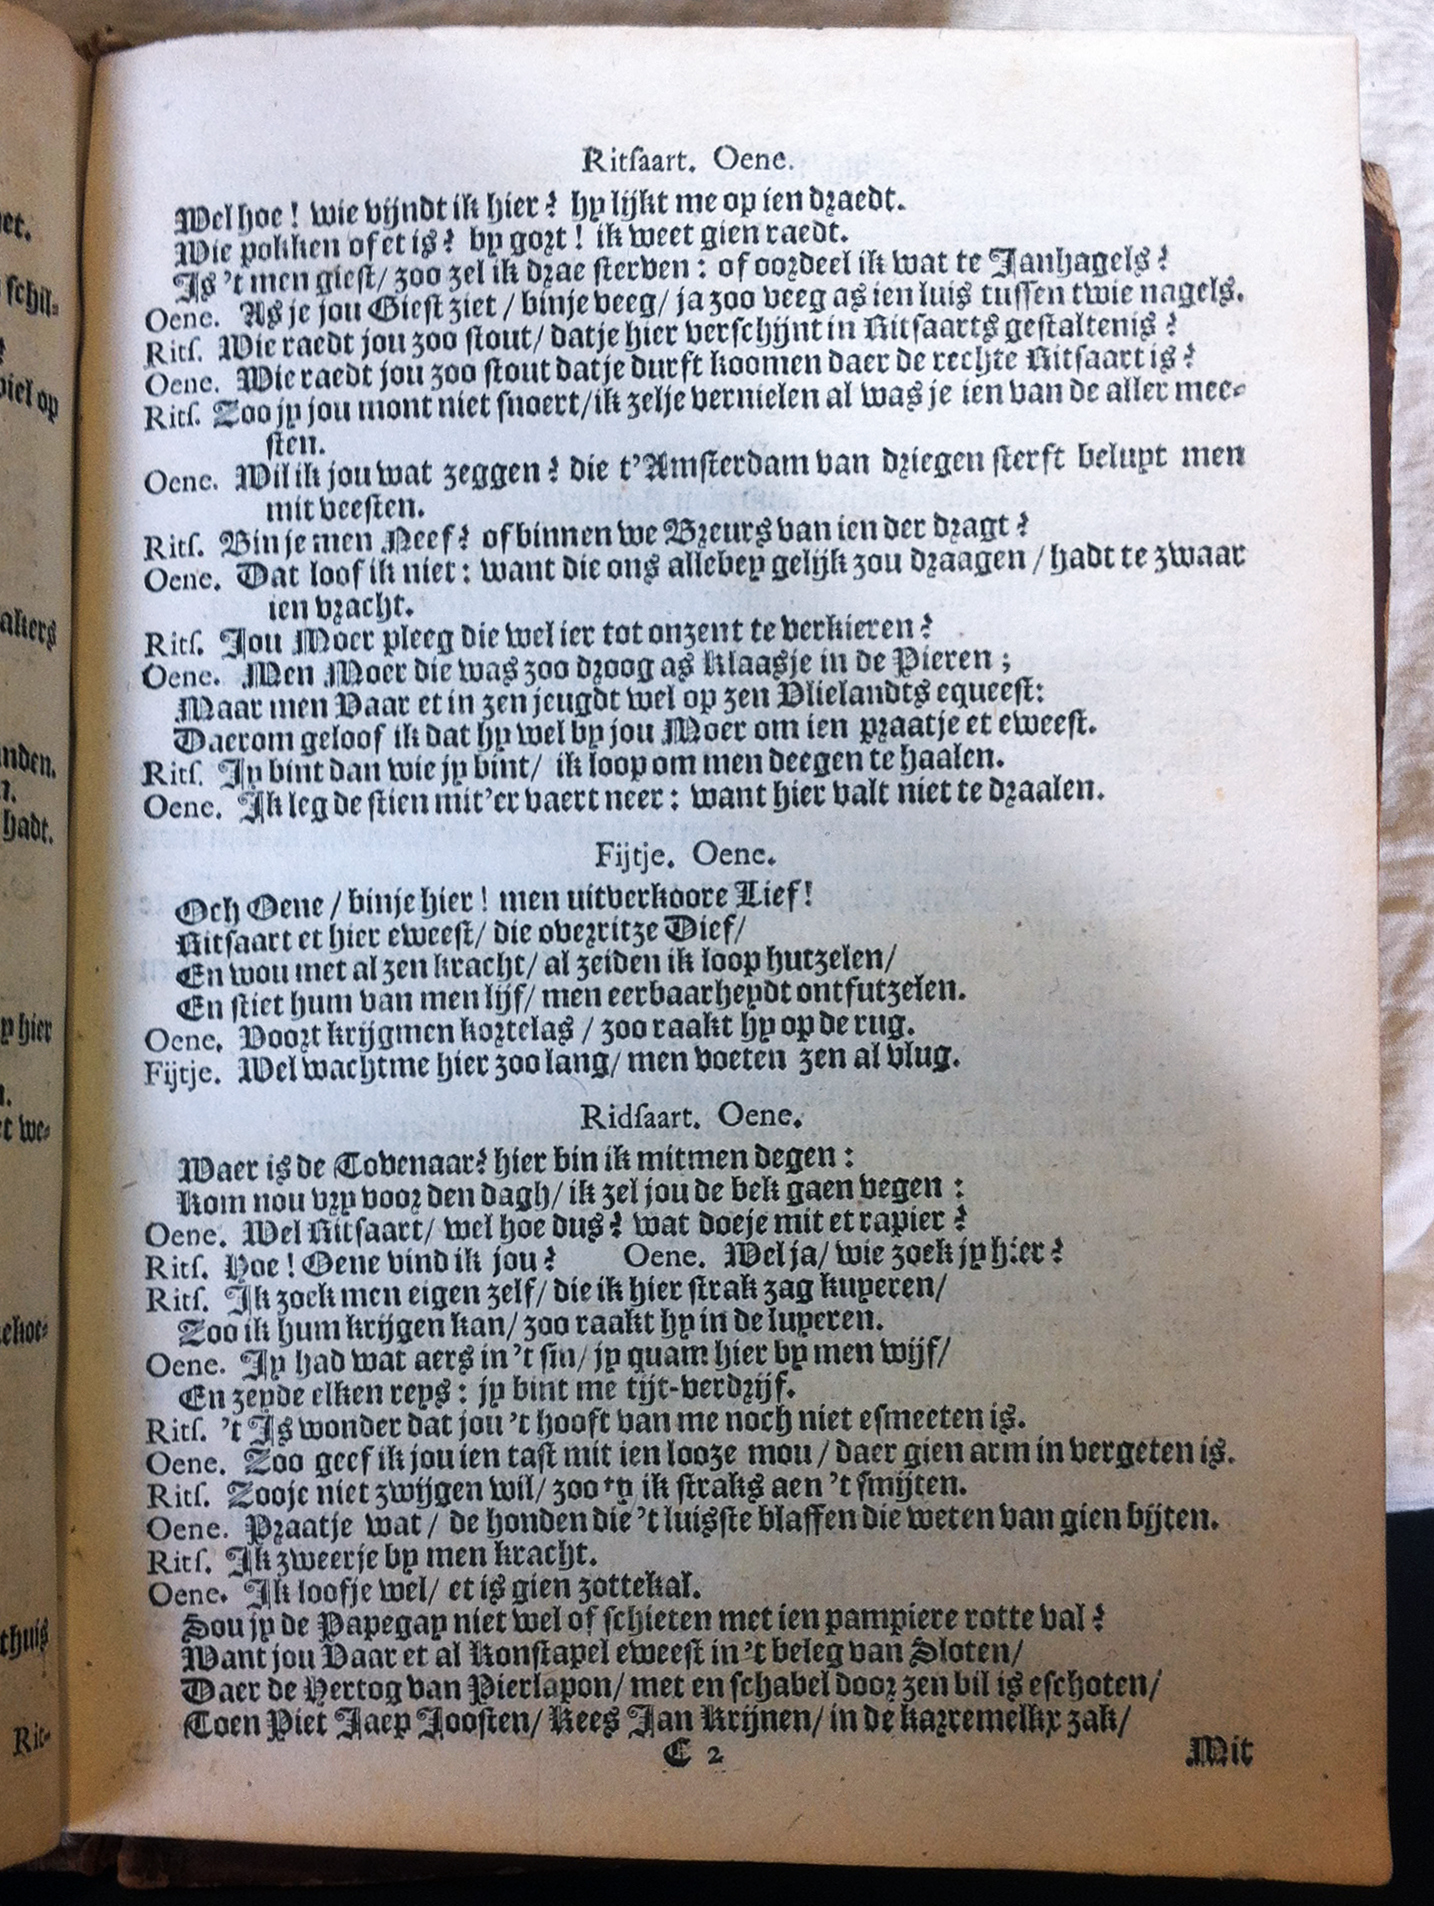 Ritsaart. Oene.
Wel hoe! wie vijndt ik hier? hy lijkt me op ien draedt.
Wie pokken of et is? by gort! ik weet gien raedt.
Is 't men giest/ zoo zel ik drae sterven: of oordeel ik wat te Janhagels?
Oene. As je jou Giest ziet / binje veeg/ ja zoo veeg as ien luis tussen twie nagels.
Rits. Wie raedt jou zoo stout/ datje hier verschijnt in Ritsaarts gestaltenis?
Oene. Wie raedt jou zoo stout datje durft koomen daer de rechte Ritsaart is?
Rits. Zoo jy jou mont niet snoert/ik zelje vernielen al was je ien van de aller mee-
sten.
Oene. Wil ik jou wat zeggen? die t'Amsterdam van driegen sterft beluyt men
mit veesten.
Rits. Binje men Neef? of binnen we Breurs van ien der dragt?
Oene. Dat loof ik niet: want die ons allebey gelijk zou draagen / hadt te zwaar
ien vracht.
Rits. Jou Moer pleeg die wel ier tot onzent te verkieren?
Oene. Men Moer die was zoo droog as Klaasje in de Pieren;
Maar men Vaar et in zen jeugdt wel op zen Vlielandts equeest:
Daerom geloof ik dat hy wel by jou Moer om ien praatje et eweest.
Rits. Jy bint dan wie jy bint/ ik loop om men deegen te haalen.
Oene. Ik leg de stien mit'er vaert neer: want hier valt niet te draalen.
Fijtje. Oene.
Och Oene / binje hier! men uitverkoore Lief!
Ritsaart et hier eweest/ die overritze Dief/
En wou met al zen kracht/ al zeiden ik loop hutzelen/
En stiet hum van men lijf/ men eerbaarheydt ontfutzelen.
Oene. Voort krijgmen kortelas / zoo raakt hy op de rug.
Fijtje. Wel wachtme hier zoo lang/ men voeten zen al vlug.
Ridsaart. Oene.
Waer is de Tovenaar? hier bin ik mitmen degen:
Kom nou vry voor den dagh/ ik zel jou de bek gaen vegen:
Oene. Wel Ritsaart/ wel hoe dus? wat doeje mit et rapier?
Rits. Hoe! Oene vind ik jou? Oene. Wel ja/ wie zoek jy hier?
Rits. Ik zoek men eigen zelf/ die ik hier strak zag kuyeren/
Zoo ik hum krijgen kan/ zoo raakt hy in de luyeren.
Oene. Jy had wat aers in 't sin/ jy quam hier by men wijf/
En zeyde elken reys: jy bint me tijt-verdrijf.
Rits. 't Is wonder dat jou 't hooft van me noch niet esmeeten is.
Oene. Zoo geef ik jou ien tast mit ien looze mou / daer gien arm in vergeten is.
Rits. Zooje niet zwijgen wil/ zoo ry ik straks aen 't smijten.
Oene. Praatje wat / de honden die 't luisste blaffen die weten van gien bijten.
Rits. Ik zweerje by men kracht.
Oene. Ik loofje wel/ et is gien zottekal.
Sou jy de Papegay niet wel of schieten met ien pampiere rotte val?
Want jou Vaar et al Konstapel eweest in 't beleg van Sloten/
Daer de Hertog van Pierlapon/ met en schabel door zen bil is eschoten/
Toen Piet Jaep Joosten/ Kees Jan Krijnen/ in de karremelkx zak/
C 2
Mit